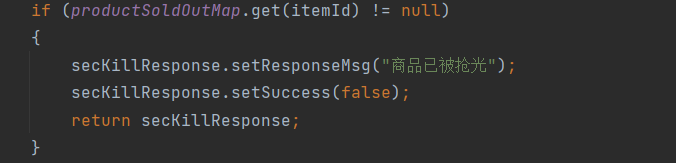 if (productSoldOutMap.get(itemId) != null)
{
secKillResponse.setResponseMsg("商品已被抢光");
secKillResponse.setSuccess(false);
return secKillResponse;
}